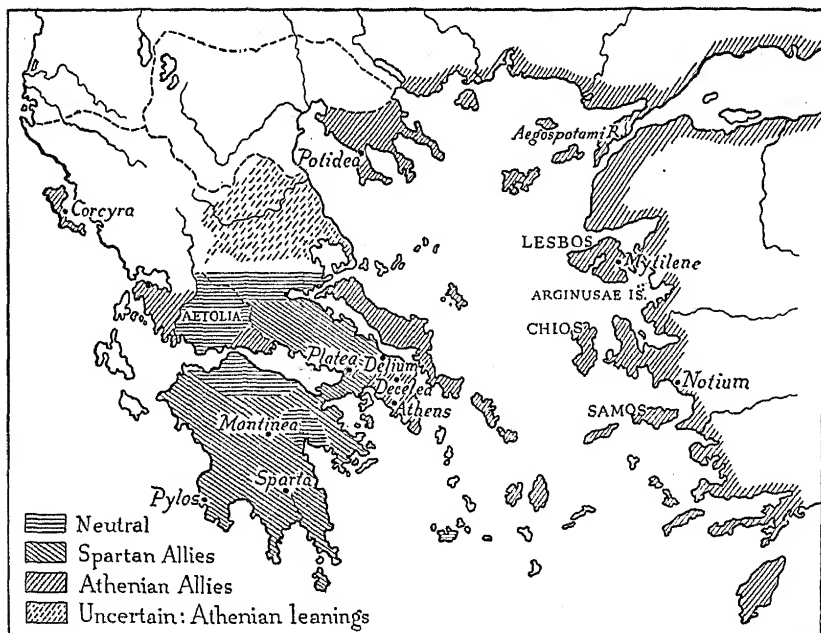 Aegospotami R.
Potidea
Corcyra
LESBOS
Mytilene
ARGINUSAE IS.
AETOLIA
CHIOS
Platea
Delium
Decelea
Athens
Notium
SAMOS
Mantinea
Sparta
Pylos
Neutral
Spartan Allies
Athenian Allies
Uncertain: Athenian leanings